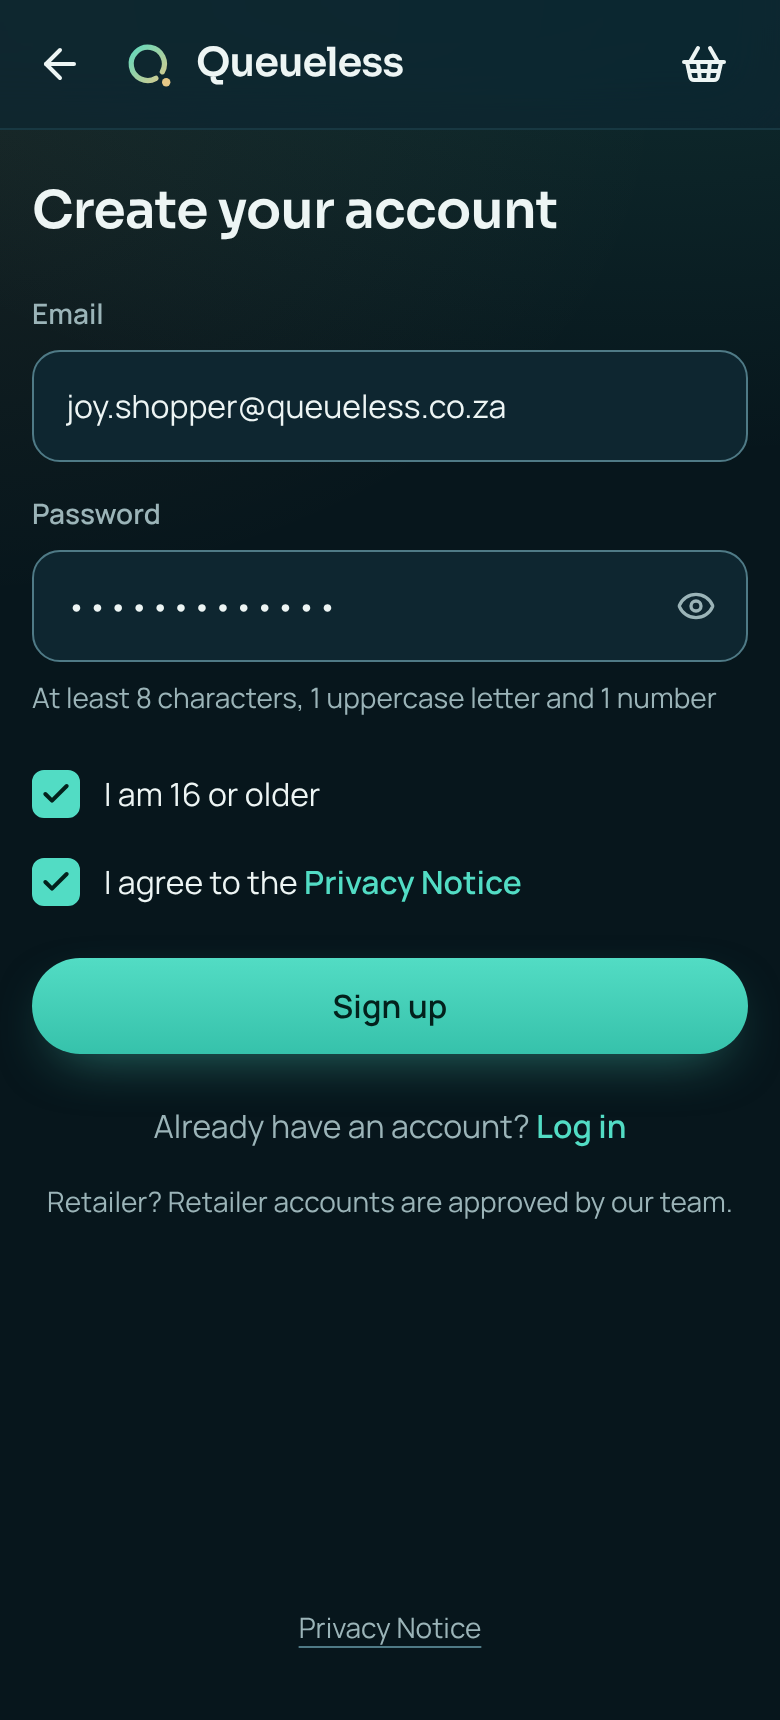 Queueless
Create your account
Email
joy.shopper@queueless.co.za
Password
•••••••••••••
At least 8 characters, 1 uppercase letter and 1 number
I am 16 or older
I agree to the Privacy Notice
Sign up
Already have an account? Log in
Retailer? Retailer accounts are approved by our team.
Privacy Notice